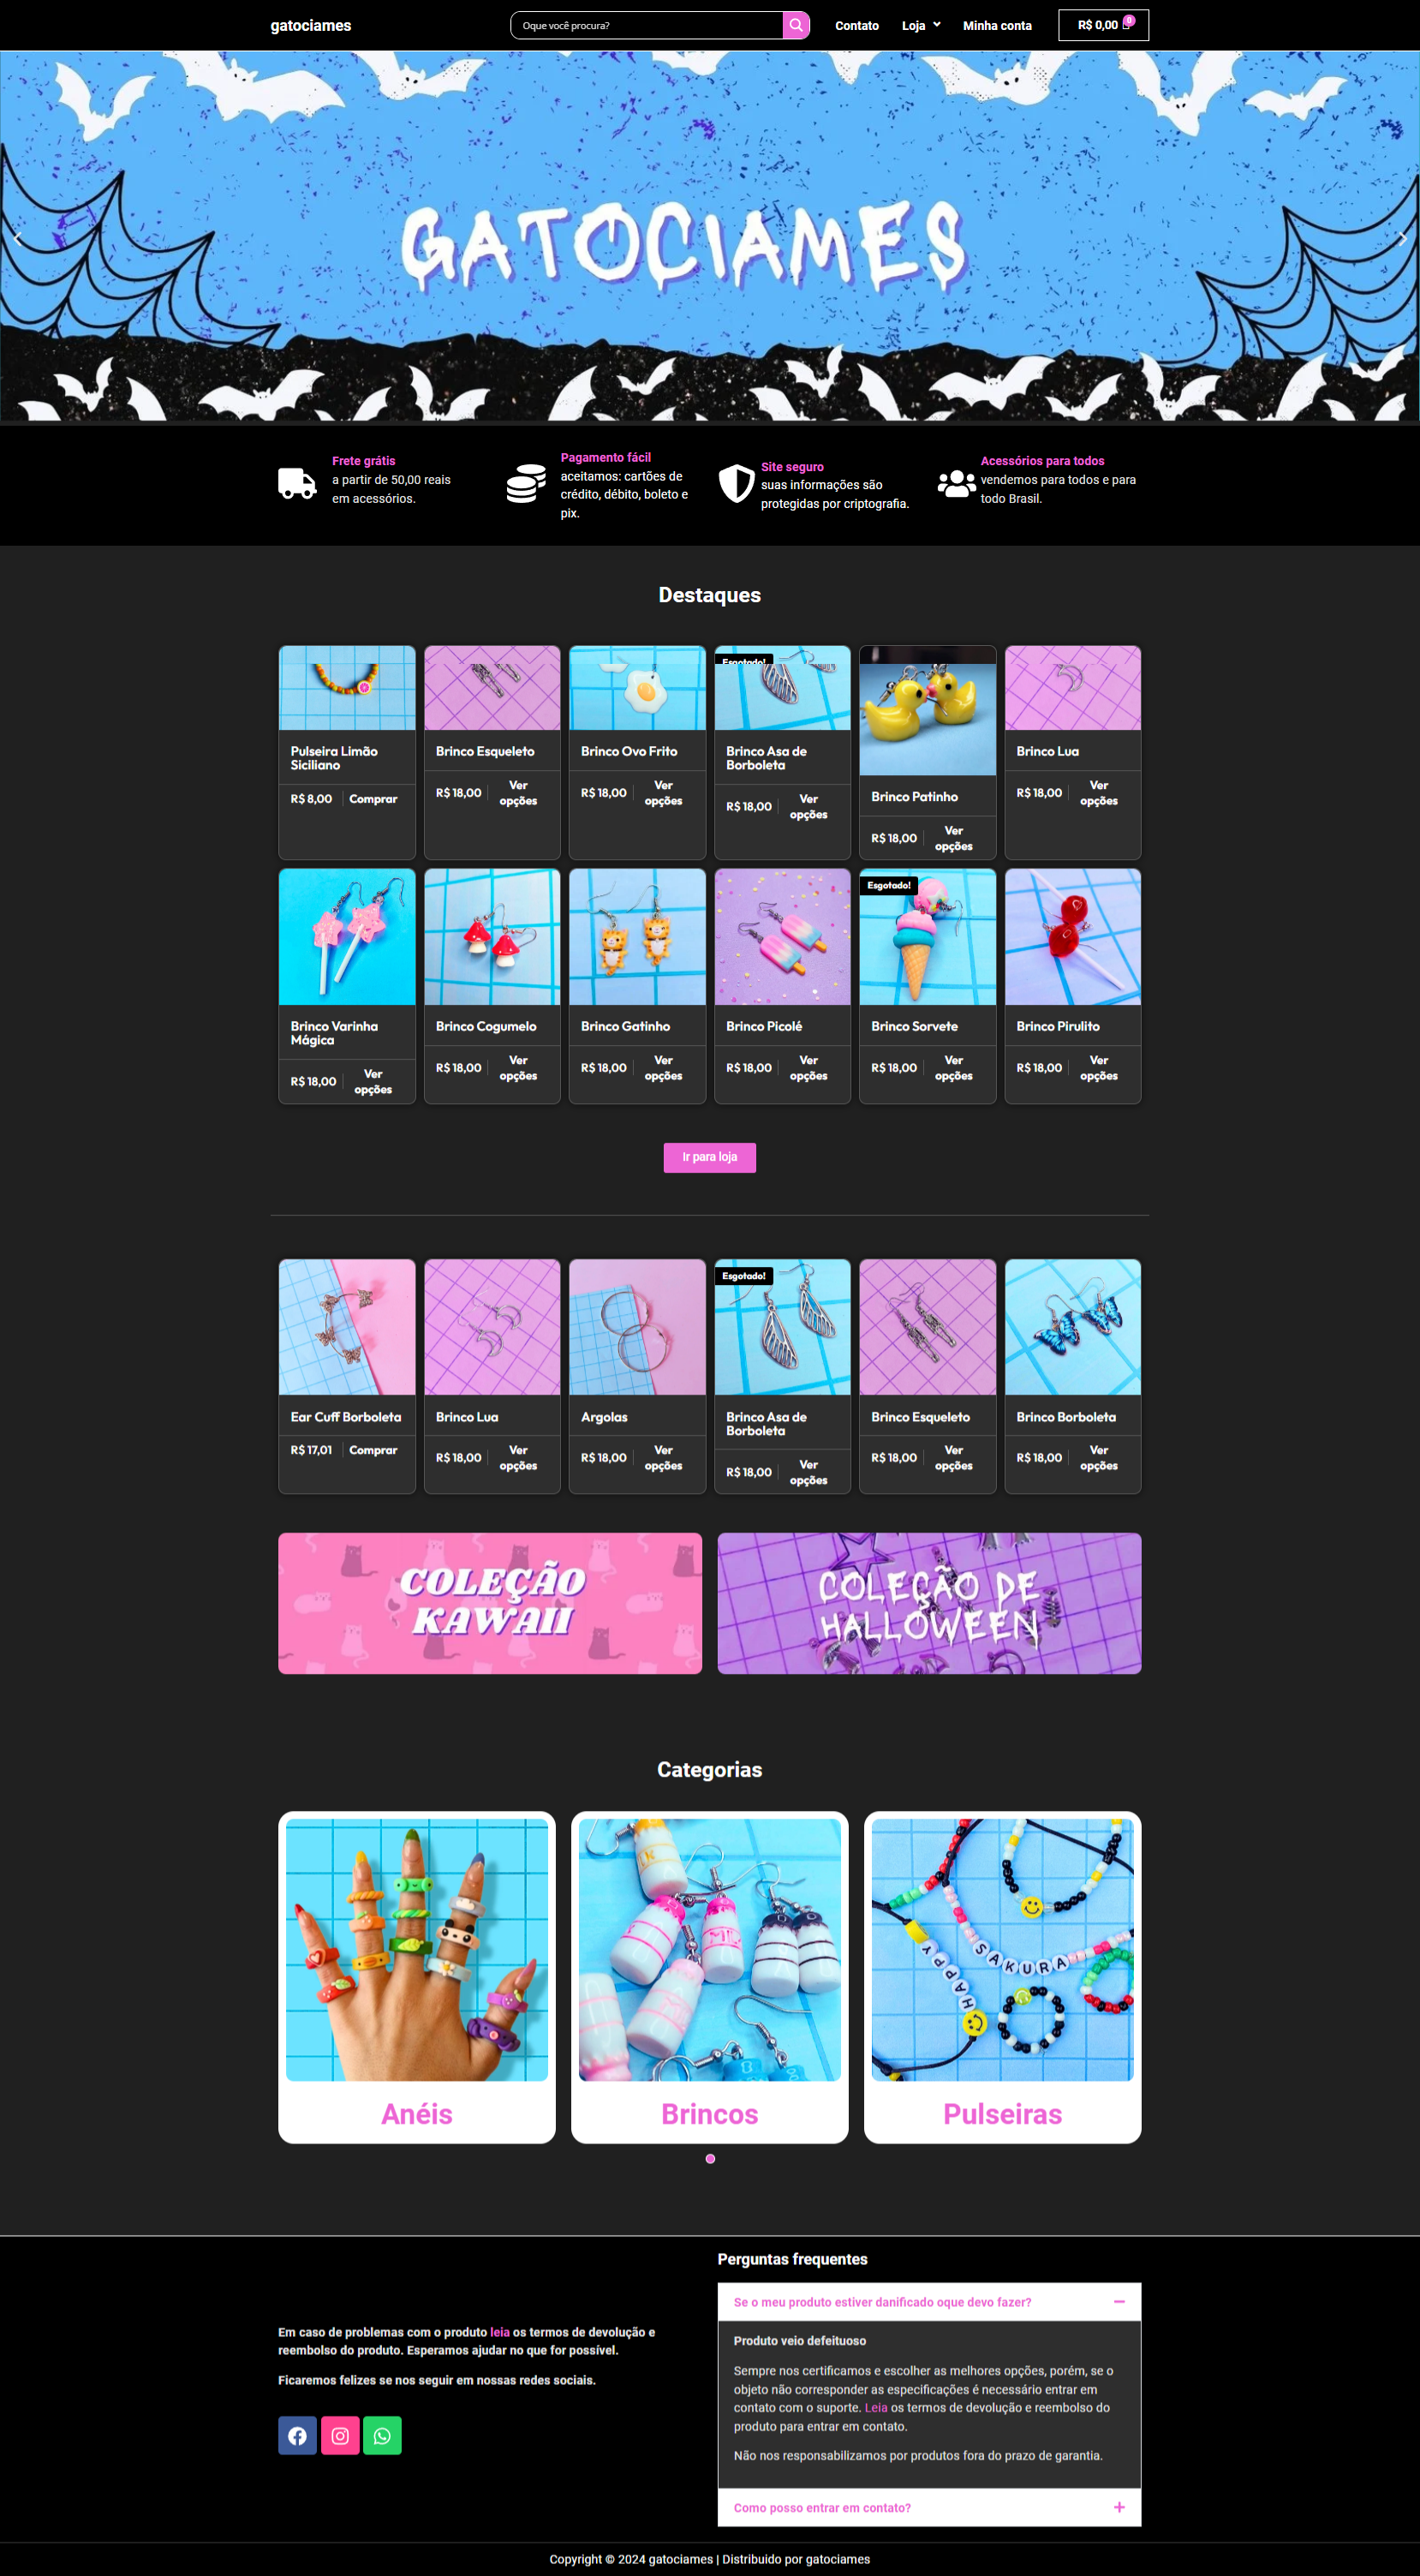 gatociames
Oque você procura?
Contato
Loja
Minha conta
R$ 0,00
0
GATOCIAMES
Frete grátis
a partir de 50,00 reais
em acessórios.
Pagamento fácil
aceitamos: cartões de
crédito, débito, boleto e
pix.
Site seguro
suas informações são
protegidas por criptografia.
Acessórios para todos
vendemos para todos e para
todo Brasil.
Destaques
Pulseira Limão
Siciliano
R$ 8,00
Comprar
Brinco Esqueleto
R$ 18,00
Ver
opções
Brinco Ovo Frito
R$ 18,00
Ver
opções
Esgotado!
Brinco Asa de
Borboleta
R$ 18,00
Ver
opções
Brinco Patinho
R$ 18,00
Ver
opções
Brinco Lua
R$ 18,00
Ver
opções
Brinco Varinha
Mágica
R$ 18,00
Ver
opções
Brinco Cogumelo
R$ 18,00
Ver
opções
Brinco Gatinho
R$ 18,00
Ver
opções
Brinco Picolé
R$ 18,00
Ver
opções
Esgotado!
Brinco Sorvete
R$ 18,00
Ver
opções
Brinco Pirulito
R$ 18,00
Ver
opções
Ir para loja
Ear Cuff Borboleta
R$ 17,01
Comprar
Brinco Lua
R$ 18,00
Ver
opções
Argolas
R$ 18,00
Ver
opções
Esgotado!
Brinco Asa de
Borboleta
R$ 18,00
Ver
opções
Brinco Esqueleto
R$ 18,00
Ver
opções
Brinco Borboleta
R$ 18,00
Ver
opções
COLEÇÃO
KAWAII
COLEÇÃO DE
HALLOWEEN
Categorias
SAKURA
HAPPY
Anéis
Brincos
Pulseiras
Em caso de problemas com o produto leia os termos de devolução e
reembolso do produto. Esperamos ajudar no que for possível.
Ficaremos felizes se nos seguir em nossas redes sociais.
Perguntas frequentes
Se o meu produto estiver danificado oque devo fazer?
Produto veio defeituoso
Sempre nos certificamos e escolher as melhores opções, porém, se o
objeto não corresponder as especificações é necessário entrar em
contato com o suporte. Leia os termos de devolução e reembolso do
produto para entrar em contato.
Não nos responsabilizamos por produtos fora do prazo de garantia.
Como posso entrar em contato?
Copyright © 2024 gatociames | Distribuido por gatociames